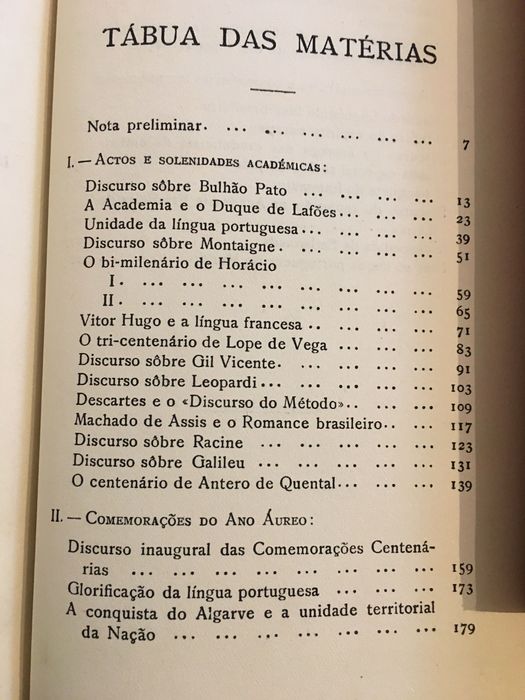 TÁBUA DAS MATÉRIAS
Nota preliminar. ... ... ... ... ... ... 7
I. — ACTOS E SOLENIDADES ACADÉMICAS:
Discurso sôbre Bulhão Pato ... ... ... ... 13
A Academia e o Duque de Lafões... ... ... ... 23
Unidade da língua portuguesa... ... ... ... ... 39
Discurso sôbre Montaigne. ... ... ... ... ... 51
O bi-milenário de Horácio
I. ... ... ... ... ... ... ... ... ... 59
II. ... ... ... ... ... ... ... ... ... 65
Vitor Hugo e a língua francesa .. ... ... ... ... 71
O tri-centenário de Lope de Vega ... ... ... ... 83
Discurso sôbre Gil Vicente. ... ... ... ... ... 91
Discurso sôbre Leopardi... ... ... ... ... ... 103
Descartes e o «Discurso do Método».. ... ... ... 109
Machado de Assis e o Romance brasileiro.. ... ... 117
Discurso sôbre Racine ... ... ... ... ... ... 123
Discurso sôbre Galileu ... ... ... ... ... ... 131
O centenário de Antero de Quental... ... ... ... 139
II. — COMEMORAÇÕES DO ANO ÁUREO:
Discurso inaugural das Comemorações Centená-
rias ... ... ... ... ... ... ... ... ... 159
Glorificação da língua portuguesa ... ... ... ... 173
A conquista do Algarve e a unidade territorial
da Nação ... ... ... ... ... ... ... ... 179